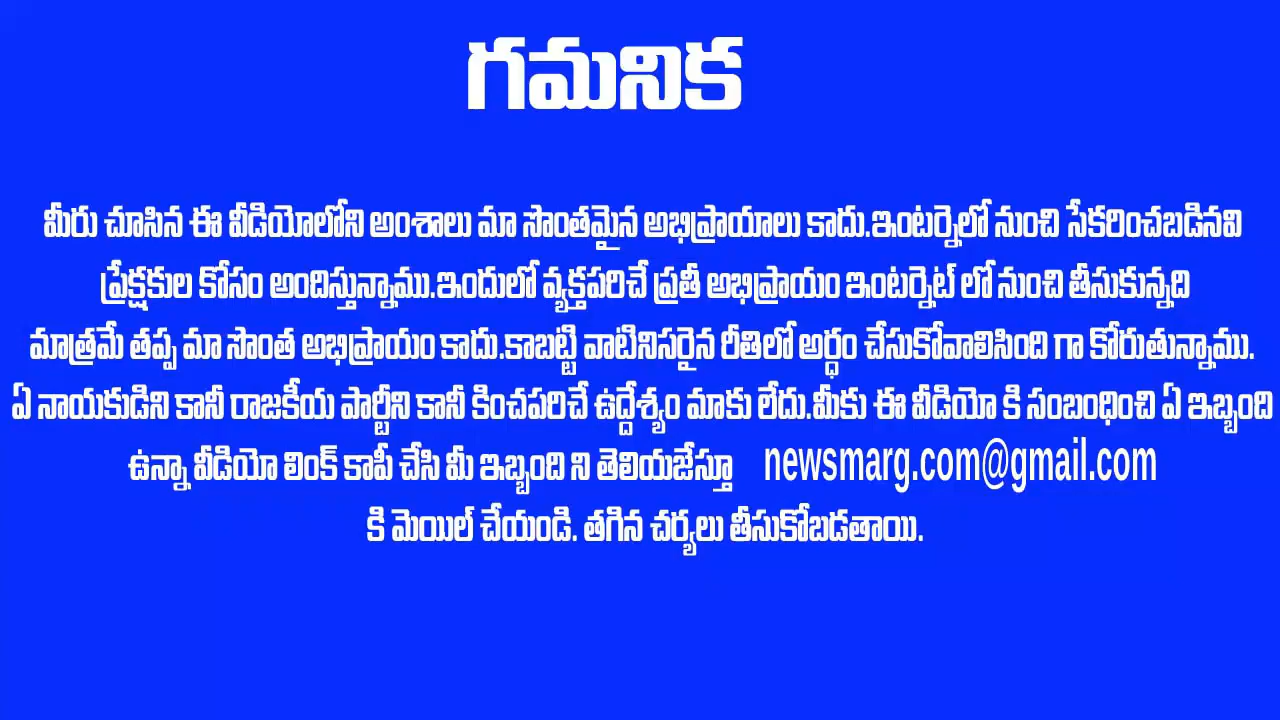 గమనిక
మీరు చూసిన ఈ వీడియోలోని అంశాలు మా సొంతమైన అభిప్రాయాలు కాదు.ఇంటర్నెలో నుంచి సేకరించబడినవి
ప్రేక్షకుల కోసం అందిస్తున్నాము.ఇందులో వ్యక్తపరిచే ప్రతీ అభిప్రాయం ఇంటర్నెట్ లో నుంచి తీసుకున్నది
మాత్రమే తప్ప మా సొంత అభిప్రాయం కాదు.కాబట్టి వాటినిసరైన రీతిలో అర్ధం చేసుకోవాలిసింది గా కోరుతున్నాము.
ఏ నాయకుడిని కానీ రాజకీయ పార్టీని కానీ కించపరిచే ఉద్దేశ్యం మాకు లేదు.మీకు ఈ వీడియో కి సంబంధించి ఏ ఇబ్బంది
ఉన్నా వీడియో లింక్ కాపీ చేసి మీ ఇబ్బంది ని తెలియజేస్తూ newsmarg.com@gmail.com
కి మెయిల్ చేయండి. తగిన చర్యలు తీసుకోబడతాయి.